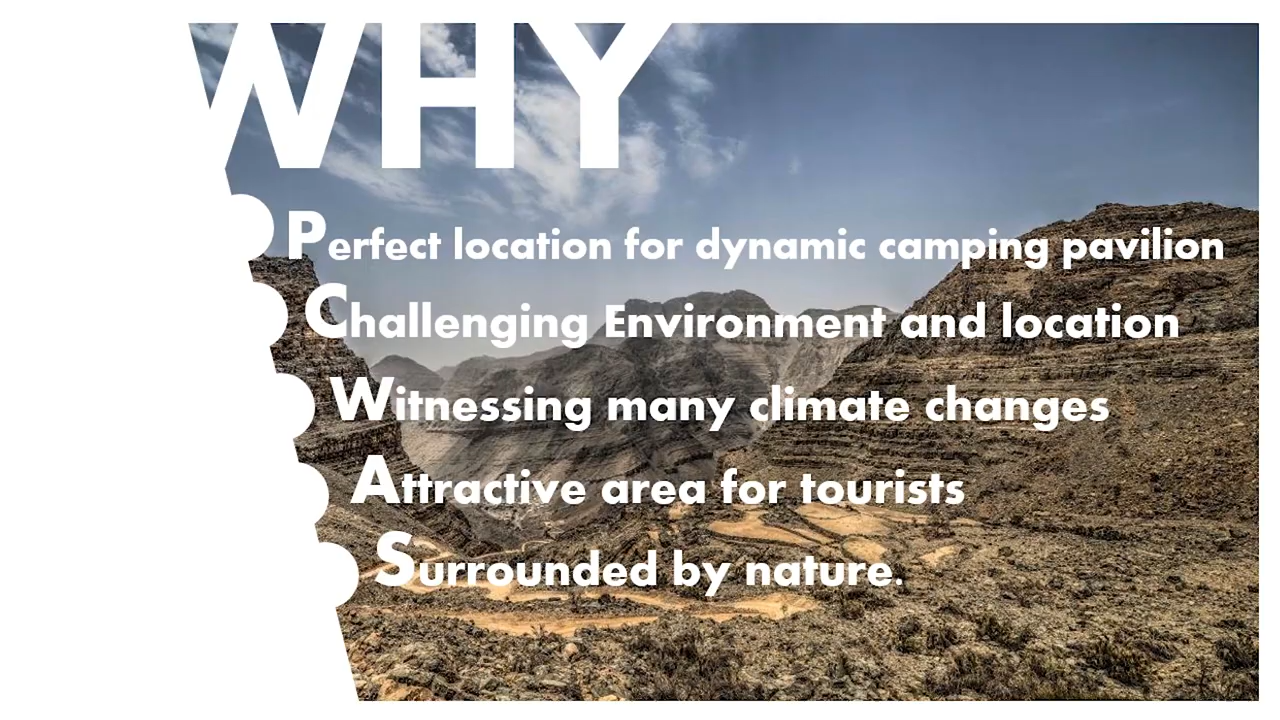 WHY
Perfect location for dynamic camping pavilion
Challenging Environment and location
Witnessing many climate changes
Attractive area for tourists
Surrounded by nature.